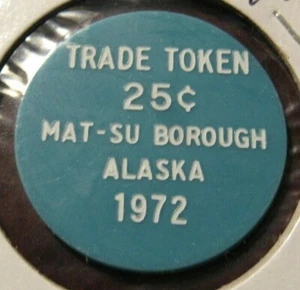 TRADE TOKEN
25¢
MAT-SU BOROUGH
ALASKA
1972